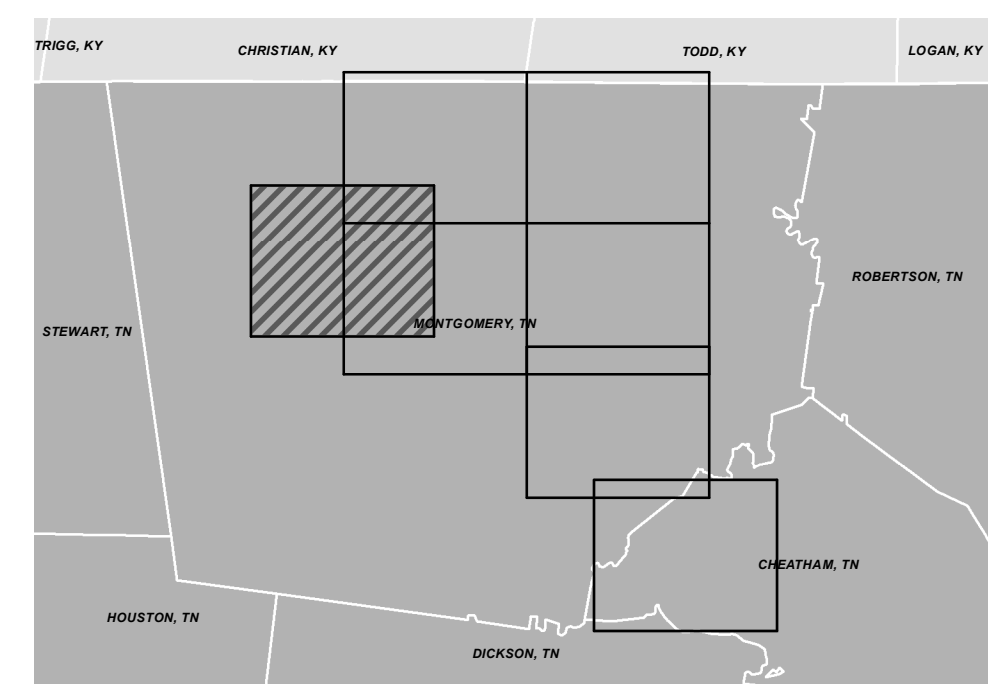 TRIGG, KY
CHRISTIAN, KY
TODD, KY
LOGAN, KY
ROBERTSON, TN
MONTGOMERY, TN
STEWART, TN
CHEATHAM, TN
HOUSTON, TN
DICKSON, TN